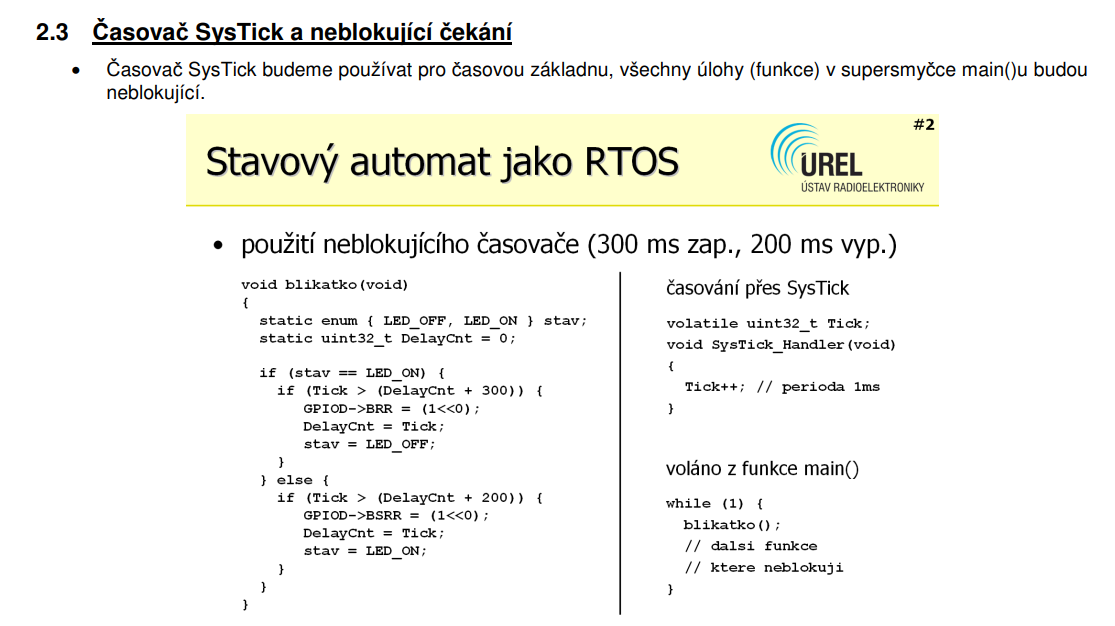 2.3 Časovač SysTick a neblokující čekání
• Časovač SysTick budeme používat pro časovou základnu, všechny úlohy (funkce) v supersmyčce main()u budou
neblokující.
#2
Stavový automat jako RTOS
UREL
ÚSTAV RADIOELEKTRONIKY
• použití neblokujícího časovače (300 ms zap., 200 ms vyp.)
void blikatko(void)
{
static enum { LED_OFF, LED_ON } stav;
static uint32_t DelayCnt = 0;
if (stav == LED_ON) {
if (Tick > (DelayCnt + 300)) {
GPIOD->BRR = (1<<0);
DelayCnt = Tick;
stav = LED_OFF;
}
} else {
if (Tick > (DelayCnt + 200)) {
GPIOD->BSRR = (1<<0);
DelayCnt = Tick;
stav = LED_ON;
}
}
}
časování přes SysTick
volatile uint32_t Tick;
void SysTick_Handler(void)
{
Tick++; // perioda 1ms
}
voláno z funkce main()
while (1) {
blikatko();
// dalsi funkce
// ktere neblokuji
}